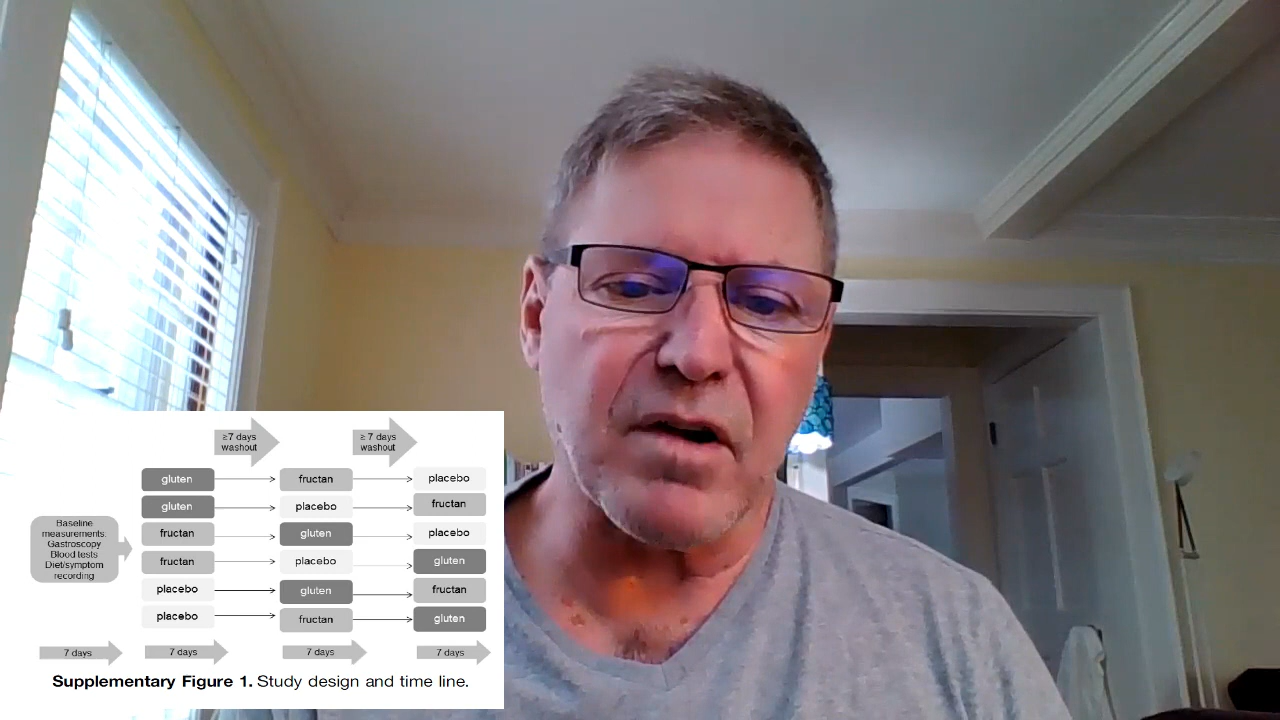 ≥7 days
washout
≥ 7 days
washout
gluten
fructan
placebo
gluten
placebo
fructan
fructan
gluten
placebo
fructan
placebo
gluten
placebo
gluten
fructan
placebo
fructan
gluten
Baseline
measurements.
Gastroscopy
Blood tests
Diet/symptom
recording
7 days
7 days
7 days
7 days
Supplementary Figure 1. Study design and time line.